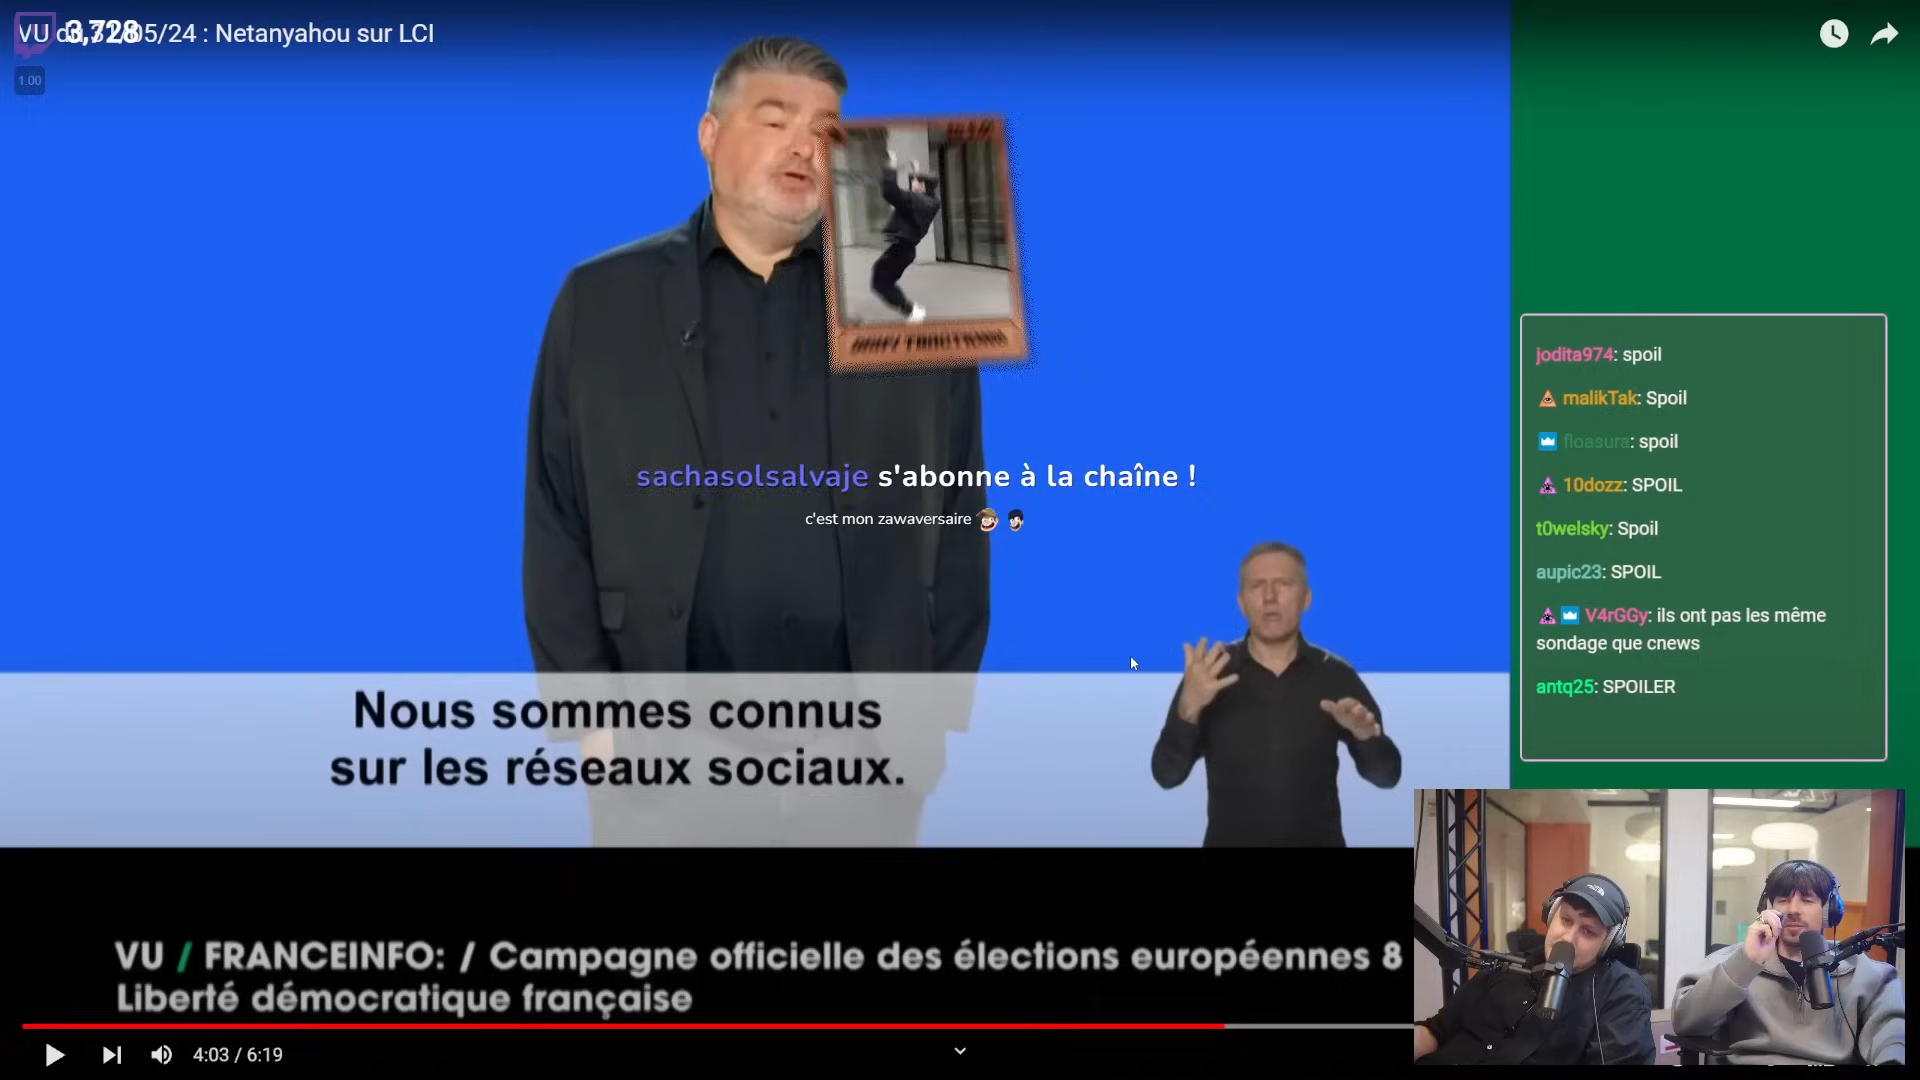 VU du 31/05/24 : Netanyahou sur LCI
3,728
1.00
sachasolsalvaje s'abonne à la chaîne !
c'est mon zawaversaire
jodita974: spoil
malikTak: Spoil
floasura: spoil
10dozz: SPOIL
t0welsky: Spoil
aupic23: SPOIL
V4rGGy: ils ont pas les même
sondage que cnews
antq25: SPOILER
Nous sommes connus
sur les réseaux sociaux.
VU / FRANCEINFO: / Campagne officielle des élections européennes 8
Liberté démocratique française
4:03 / 6:19